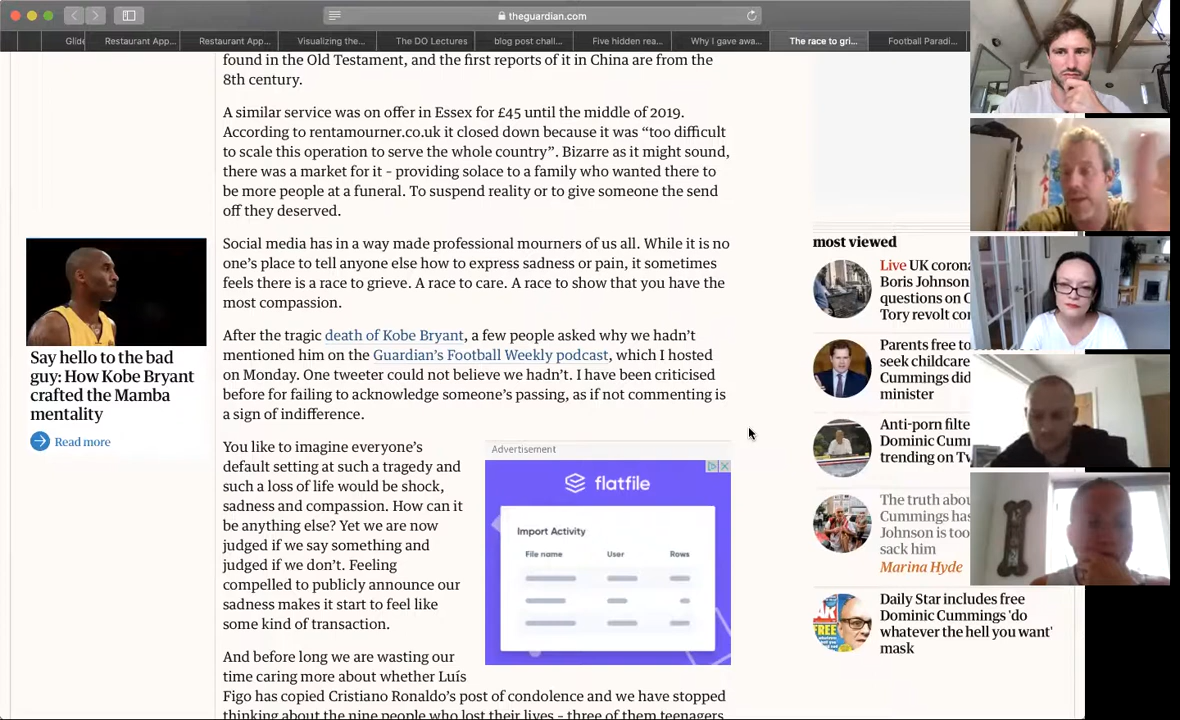 theguardian.com
Glide
Restaurant App...
Restaurant App...
Visualizing the...
The DO Lectures
blog post chall...
Five hidden rea...
Why I gave awa...
The race to gri...
Football Paradi...
found in the Old Testament, and the first reports of it in China are from the
8th century.
A similar service was on offer in Essex for £45 until the middle of 2019.
According to rentamourner.co.uk it closed down because it was “too difficult
to scale this operation to serve the whole country”. Bizarre as it might sound,
there was a market for it – providing solace to a family who wanted there to
be more people at a funeral. To suspend reality or to give someone the send
off they deserved.
Social media has in a way made professional mourners of us all. While it is no
one’s place to tell anyone else how to express sadness or pain, it sometimes
feels there is a race to grieve. A race to care. A race to show that you have the
most compassion.
After the tragic death of Kobe Bryant, a few people asked why we hadn’t
mentioned him on the Guardian’s Football Weekly podcast, which I hosted
on Monday. One tweeter could not believe we hadn’t. I have been criticised
before for failing to acknowledge someone’s passing, as if not commenting is
a sign of indifference.
You like to imagine everyone’s
default setting at such a tragedy and
such a loss of life would be shock,
sadness and compassion. How can it
be anything else? Yet we are now
judged if we say something and
judged if we don’t. Feeling
compelled to publicly announce our
sadness makes it start to feel like
some kind of transaction.
And before long we are wasting our
time caring more about whether Luís
Figo has copied Cristiano Ronaldo’s post of condolence and we have stopped
thinking about the nine people who lost their lives – three of them teenagers
Say hello to the bad
guy: How Kobe Bryant
crafted the Mamba
mentality
Read more
Advertisement
flatfile
Import Activity
File name User Rows
most viewed
Live UK corona
Boris Johnson
questions on C
Tory revolt con
Parents free to
seek childcare
Cummings did
minister
Anti-porn filte
Dominic Cumm
trending on Tw
The truth abou
Cummings has
Johnson is too
sack him
Marina Hyde
Daily Star includes free
Dominic Cummings 'do
whatever the hell you want'
mask